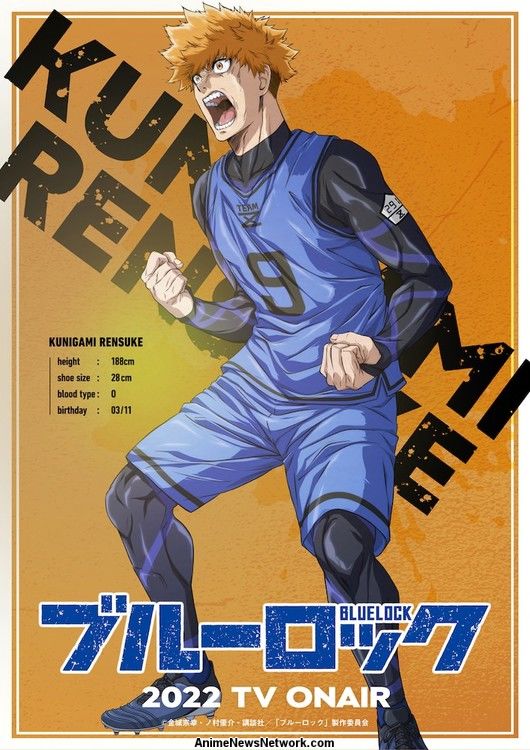 KUNIGAMI
RENSUKE
TEAM
Z
9
KUNIGAMI RENSUKE
height : 188cm
shoe size : 28cm
blood type : O
birthday : 03/11
ブルーロック
BLUELOCK
2022 TV ONAIR
©金城宗幸・ノ村優介・講談社/「ブルーロック」製作委員会
AnimeNewsNetwork.com